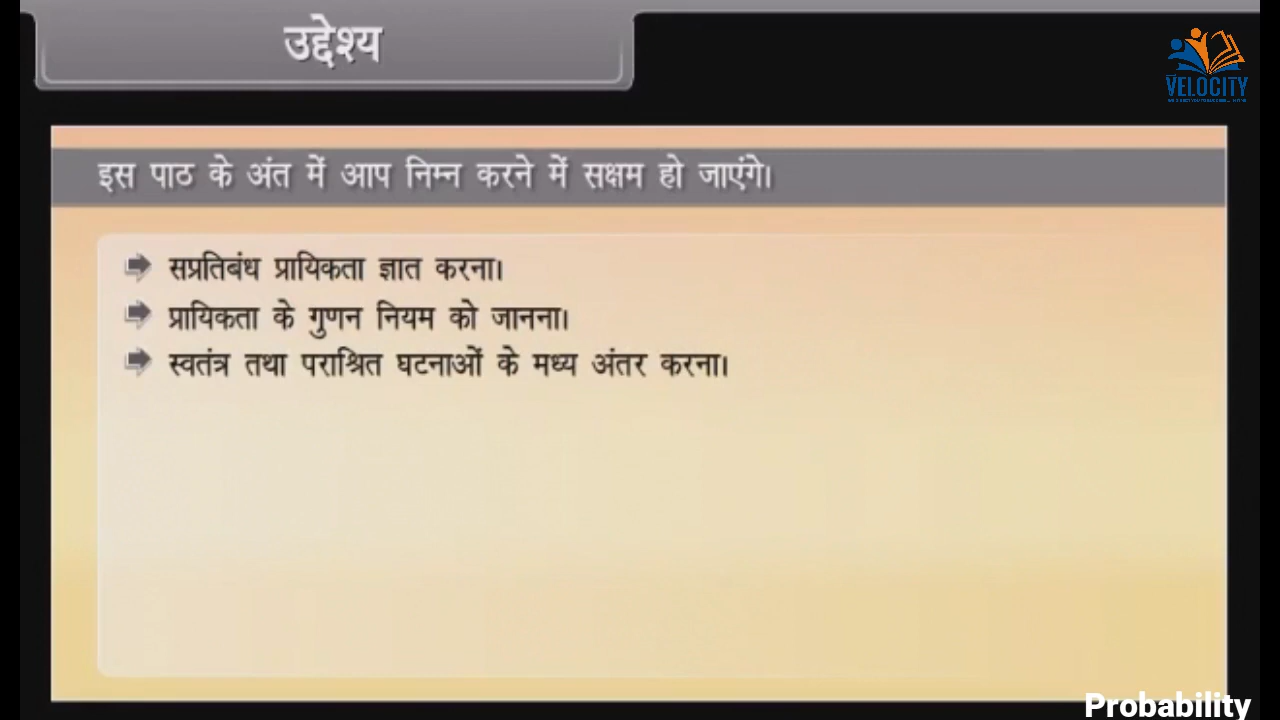 उद्देश्य
VELOCITY
इस पाठ के अंत में आप निम्न करने में सक्षम हो जाएंगे।
सप्रतिबंध प्रायिकता ज्ञात करना।
प्रायिकता के गुणन नियम को जानना।
स्वतंत्र तथा पराश्रित घटनाओं के मध्य अंतर करना।
Probability